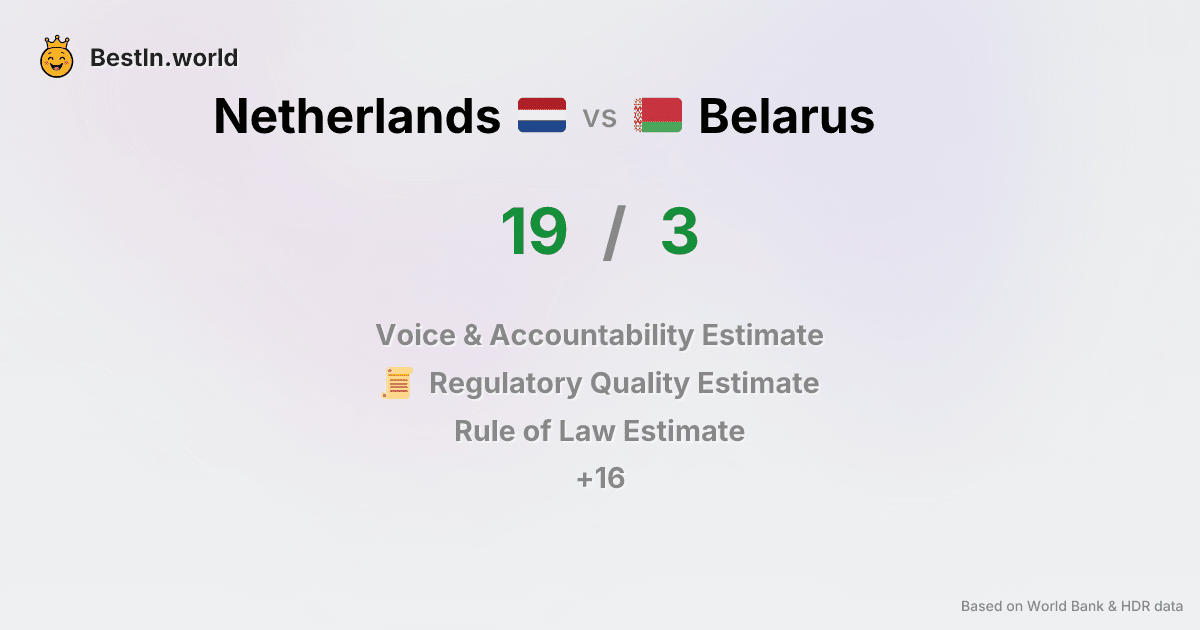 BestIn.world
Netherlands vs Belarus
19 / 3
Voice & Accountability Estimate
Regulatory Quality Estimate
Rule of Law Estimate
+16
Based on World Bank & HDR data